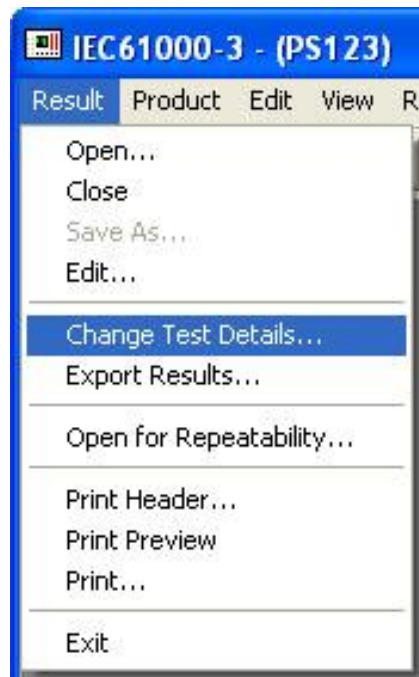 IEC61000-3 - (PS123)
Result Product Edit View R
Open...
Close
Save As...
Edit...
Change Test Details...
Export Results...
Open for Repeatability...
Print Header...
Print Preview
Print...
Exit